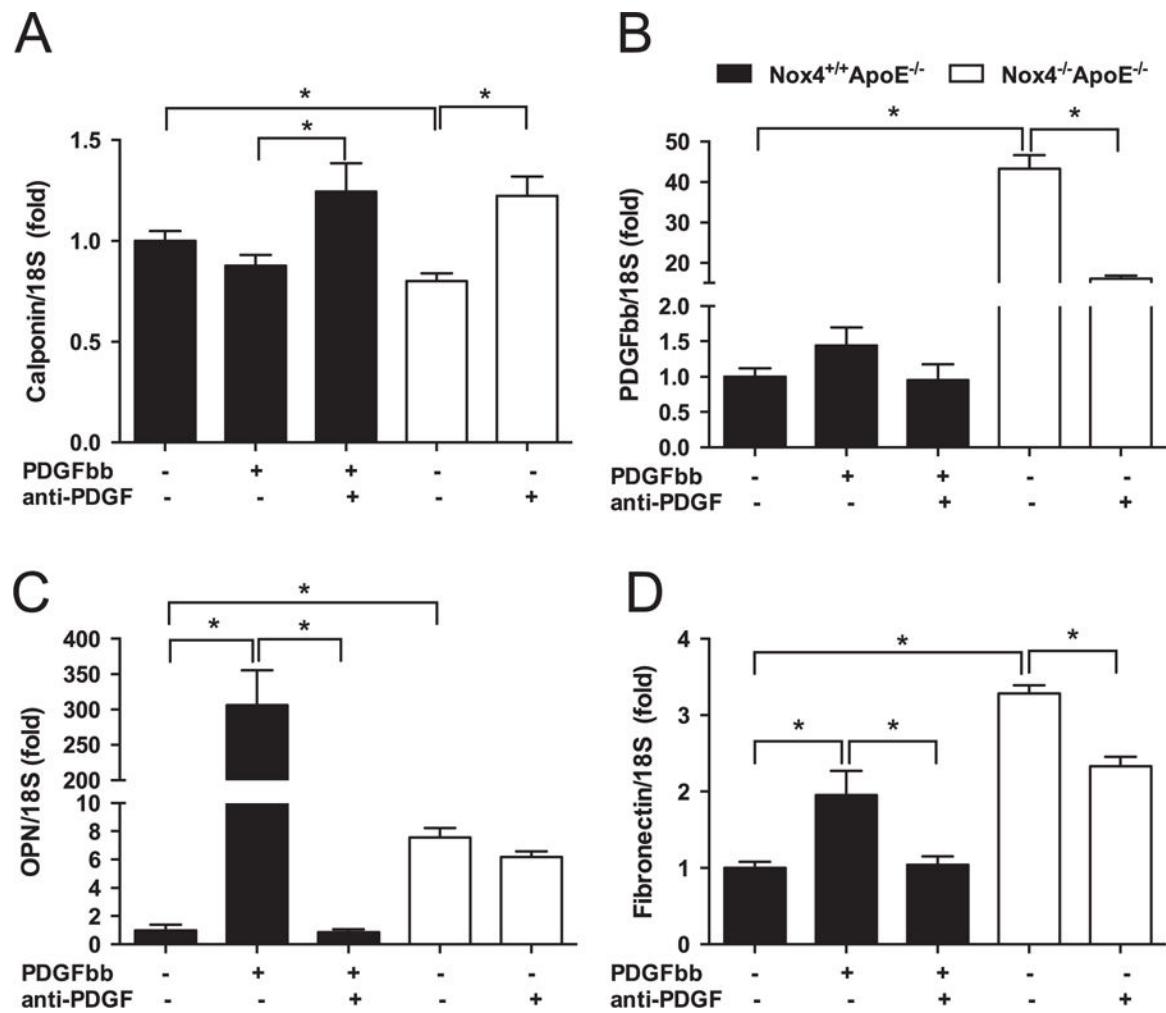 A
*
*
*
1.5
1.0
0.5
0.0
Calponin/18S (fold)
PDGFbb - + + - -
anti-PDGF - - + - +
B
Nox4+/+ApoE-/- Nox4-/-ApoE-/-
*
*
50
40
30
20
2.0
1.5
1.0
0.5
0.0
PDGFbb/18S (fold)
PDGFbb - + + - -
anti-PDGF - - + - +
C
*
*
*
400
350
300
250
200
10
8
6
4
2
0
OPN/18S (fold)
PDGFbb - + + - -
anti-PDGF - - + - +
D
*
*
*
*
4
3
2
1
0
Fibronectin/18S (fold)
PDGFbb - + + - -
anti-PDGF - - + - +